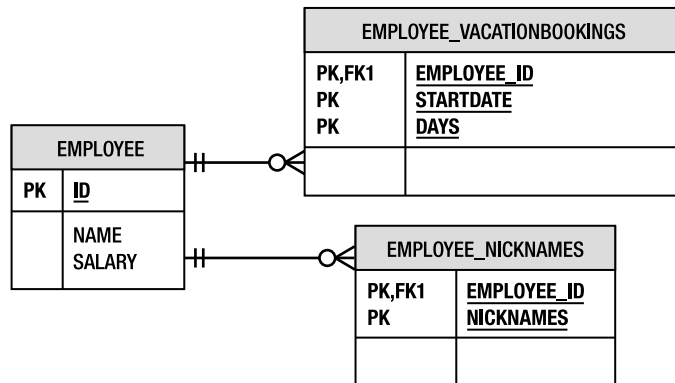 EMPLOYEE_VACATIONBOOKINGS
PK,FK1 EMPLOYEE_ID
PK STARTDATE
PK DAYS
EMPLOYEE
PK ID
NAME
SALARY
EMPLOYEE_NICKNAMES
PK,FK1 EMPLOYEE_ID
PK NICKNAMES